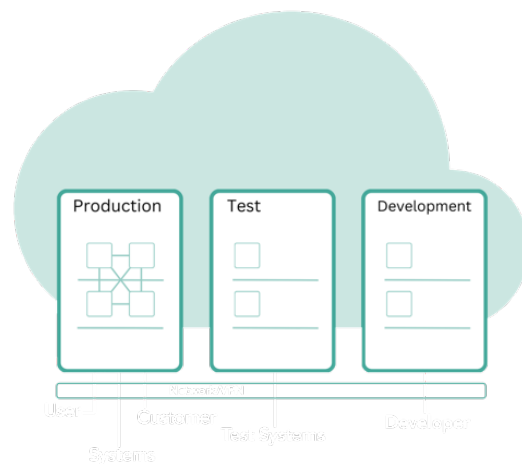 Production
Test
Development
User
Customer
Test Systems
Developer
Systems